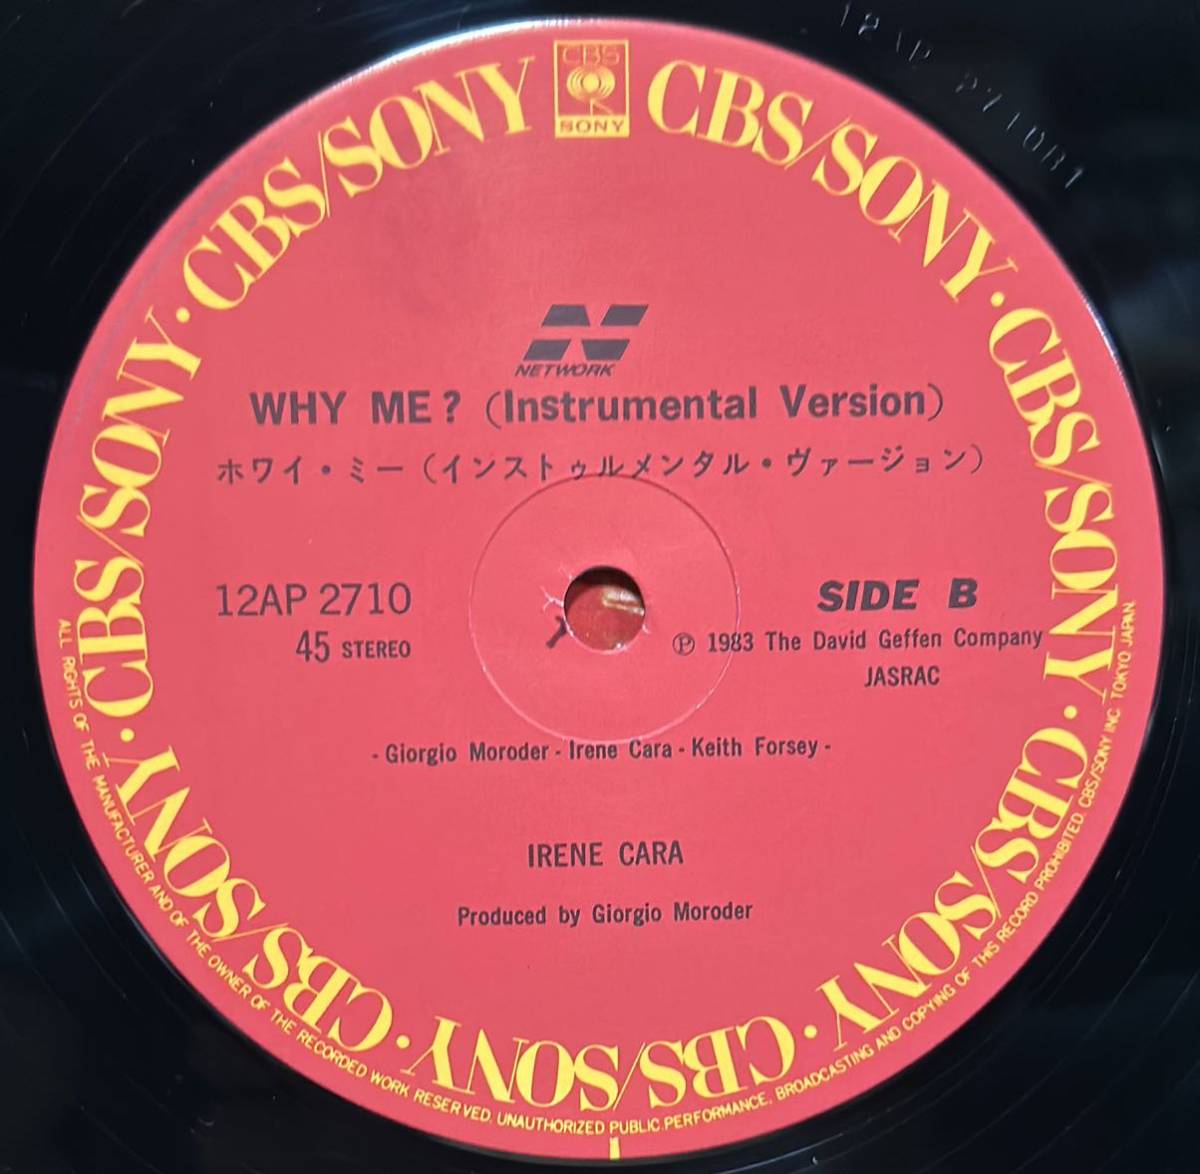 12AP 2710B1
CBS
SONY
CBS/SONY · CBS/SONY · CBS/SONY · CBS/SONY · CBS/SONY · CBS/SONY · CBS/SONY · CBS/SONY
NETWORK
WHY ME? (Instrumental Version)
ホワイ・ミー(インストゥルメンタル・ヴァージョン)
12AP 2710
45 STEREO
SIDE B
Ⓟ 1983 The David Geffen Company
JASRAC
- Giorgio Moroder - Irene Cara - Keith Forsey -
IRENE CARA
Produced by Giorgio Moroder
ALL RIGHTS OF THE MANUFACTURER AND OF THE OWNER OF THE RECORDED WORK RESERVED. UNAUTHORIZED PUBLIC PERFORMANCE, BROADCASTING AND COPYING OF THIS RECORD PROHIBITED. CBS/SONY INC. TOKYO JAPAN.